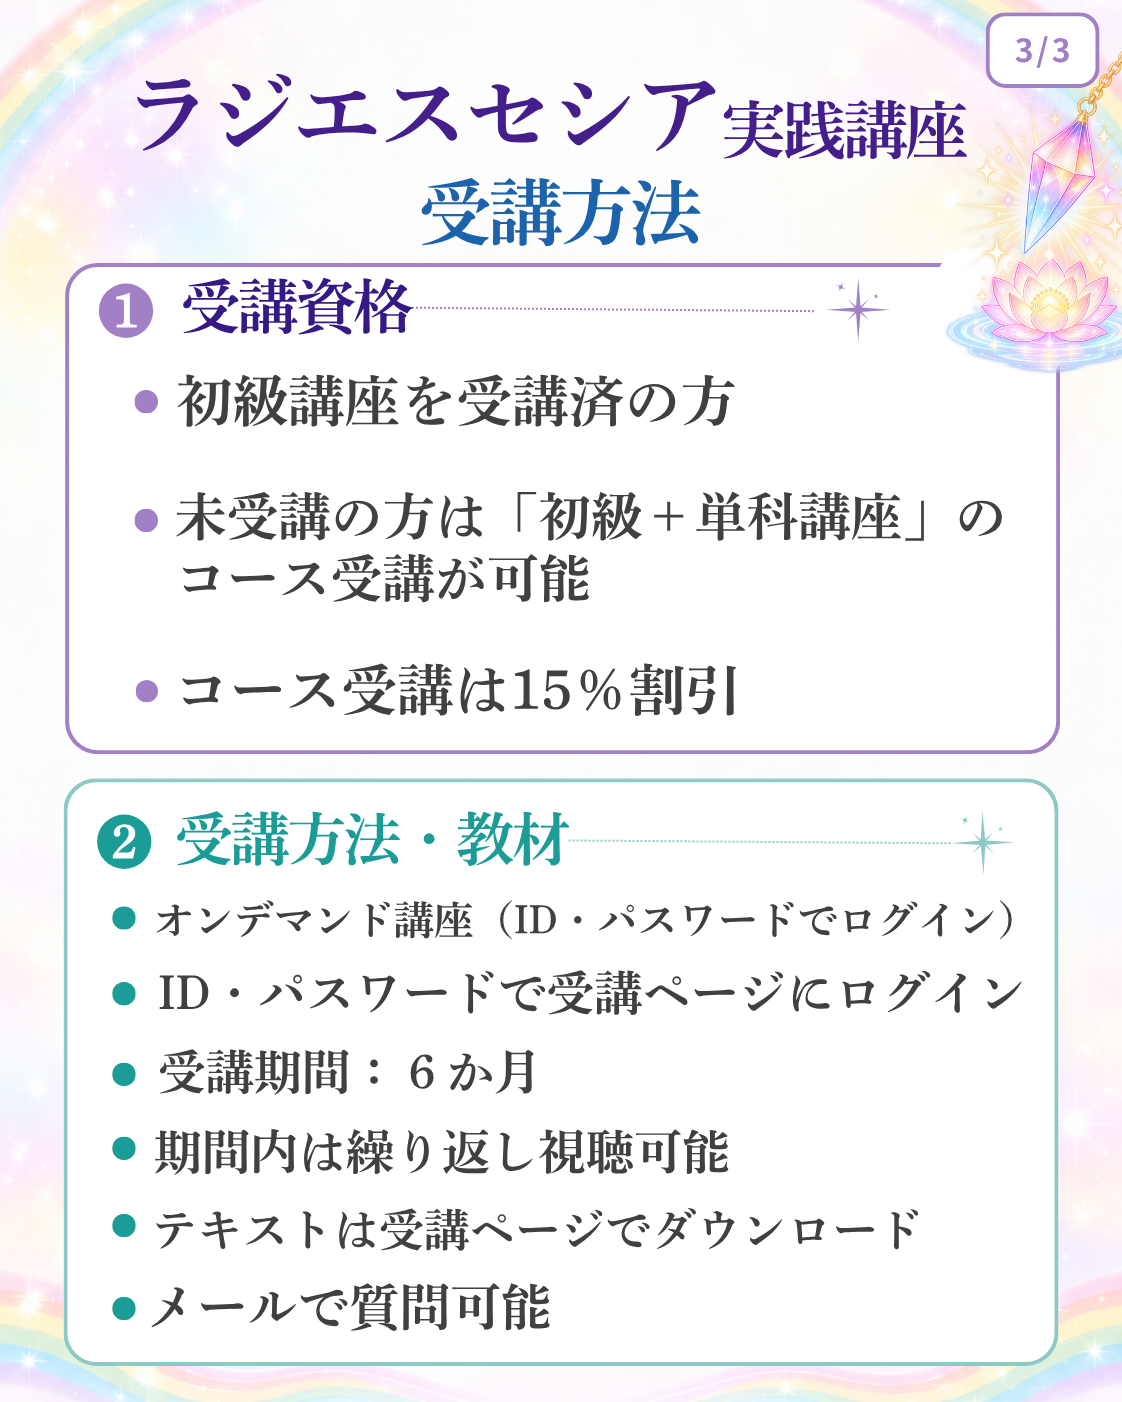 3/3
ラジエスセシア実践講座
受講方法
1 受講資格
● 初級講座を受講済の方
● 未受講の方は「初級+単科講座」の
コース受講が可能
● コース受講は15%割引
2 受講方法・教材
● オンデマンド講座（ID・パスワードでログイン）
● ID・パスワードで受講ページにログイン
● 受講期間：６か月
● 期間内は繰り返し視聴可能
● テキストは受講ページでダウンロード
● メールで質問可能